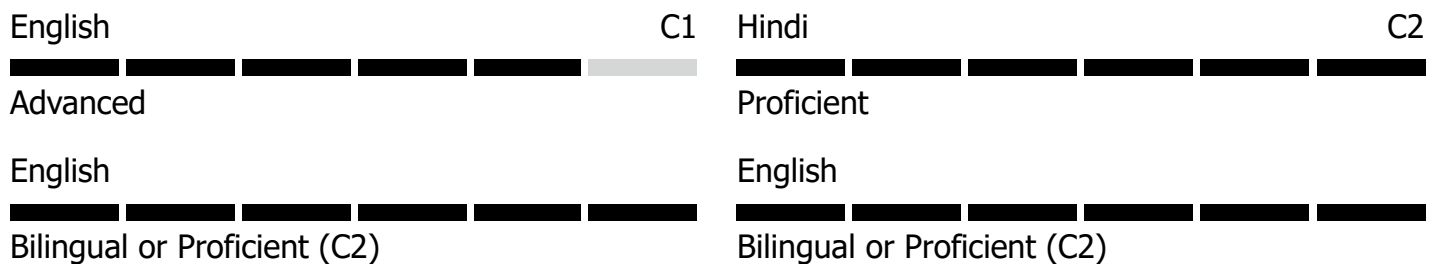 English C1 Hindi C2
Advanced Proficient
English English
Bilingual or Proficient (C2) Bilingual or Proficient (C2)